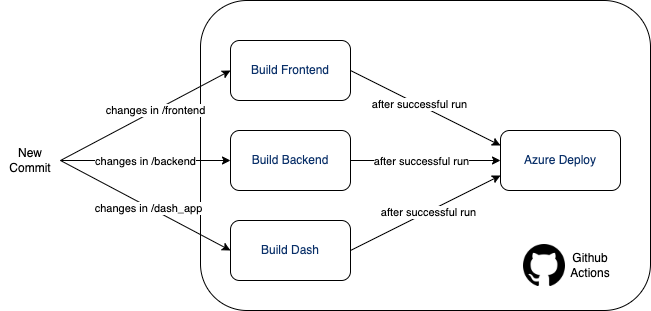 Build Frontend
changes in /frontend
after successful run
New
Commit
changes in /backend
Build Backend
after successful run
Azure Deploy
changes in /dash_app
after successful run
Build Dash
Github
Actions